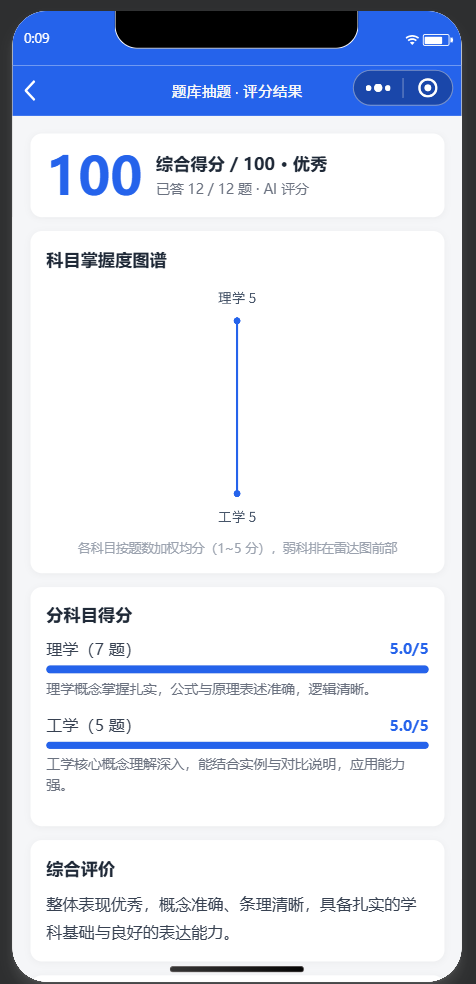 0:09
题库抽题 · 评分结果
100
综合得分 / 100 · 优秀
已答 12 / 12 题 · AI 评分
科目掌握度图谱
理学 5
工学 5
各科目按题数加权均分（1~5 分），弱科排在雷达图前部
分科目得分
理学（7 题） 5.0/5
理学概念掌握扎实，公式与原理表述准确，逻辑清晰。
工学（5 题） 5.0/5
工学核心概念理解深入，能结合实例与对比说明，应用能力
强。
综合评价
整体表现优秀，概念准确、条理清晰，具备扎实的学
科基础与良好的表达能力。